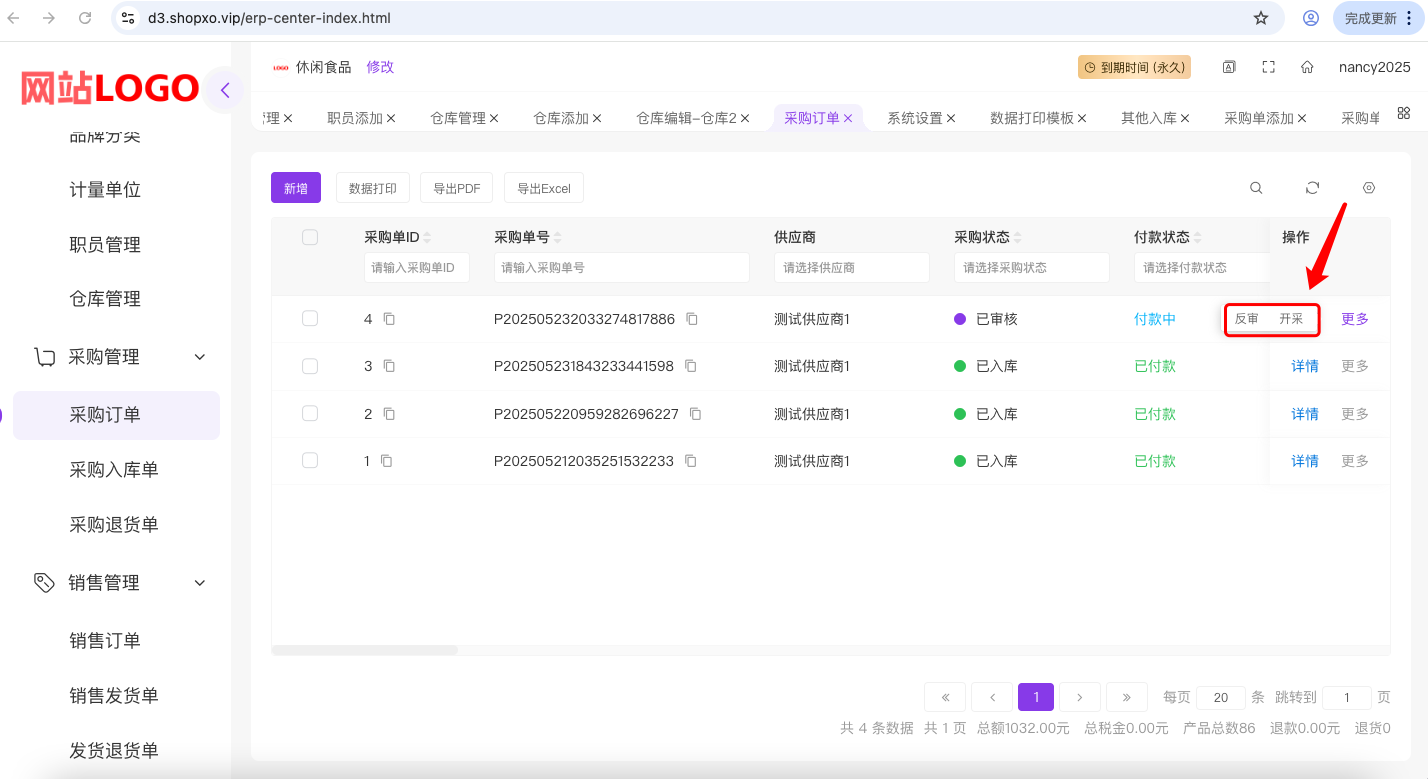 d3.shopxo.vip/erp-center-index.html
完成更新
网站LOGO
LOGO 休闲食品 修改
到期时间 (永久)
nancy2025
管理 职员添加 仓库管理 仓库添加 仓库编辑-仓库2 采购订单 系统设置 数据打印模板 其他入库 采购单添加 采购单
品牌分类
计量单位
职员管理
仓库管理
采购管理
采购订单
采购入库单
采购退货单
销售管理
销售订单
销售发货单
发货退货单
新增 数据打印 导出PDF 导出Excel
采购单ID 采购单号 供应商 采购状态 付款状态 操作
请输入采购单ID 请输入采购单号 请选择供应商 请选择采购状态 请选择付款状态
4 P202505232033274817886 测试供应商1 已审核 付款中 反审 开采 更多
3 P202505231843233441598 测试供应商1 已入库 已付款 详情 更多
2 P202505220959282696227 测试供应商1 已入库 已付款 详情 更多
1 P202505212035251532233 测试供应商1 已入库 已付款 详情 更多
« ‹ 1 › » 每页 20 条 跳转到 1 页
共 4 条数据 共 1 页 总额1032.00元 总税金0.00元 产品总数86 退款0.00元 退货0